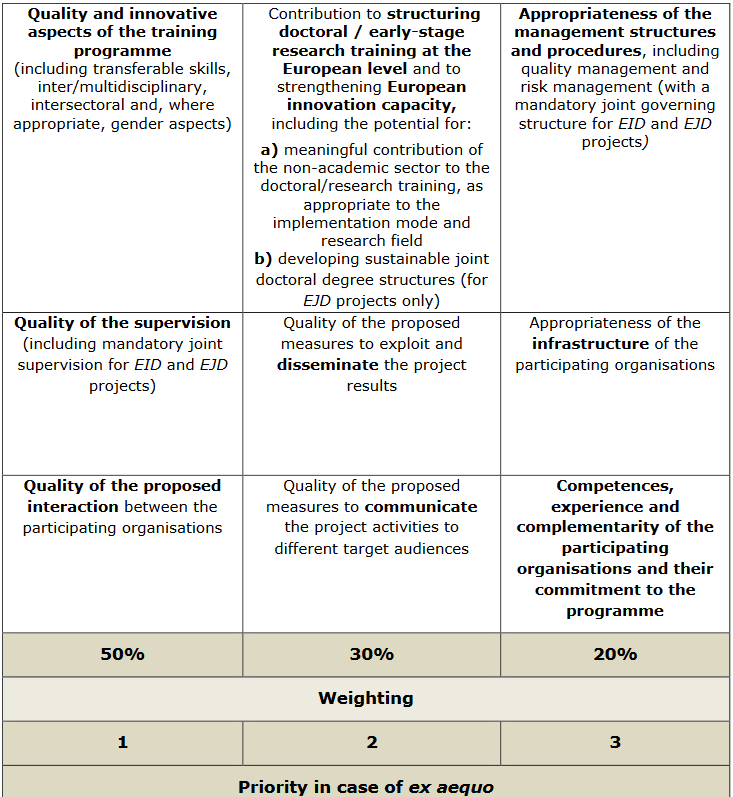 Quality and innovative
aspects of the training
programme
(including transferable skills,
inter/multidisciplinary,
intersectoral and, where
appropriate, gender aspects)
Contribution to structuring
doctoral / early-stage
research training at the
European level and to
strengthening European
innovation capacity,
including the potential for:
a) meaningful contribution of
the non-academic sector to the
doctoral/research training, as
appropriate to the
implementation mode and
research field
b) developing sustainable joint
doctoral degree structures (for
EJD projects only)
Appropriateness of the
management structures
and procedures, including
quality management and
risk management (with a
mandatory joint governing
structure for EID and EJD
projects)
Quality of the supervision
(including mandatory joint
supervision for EID and EJD
projects)
Quality of the proposed
measures to exploit and
disseminate the project
results
Appropriateness of the
infrastructure of the
participating organisations
Quality of the proposed
interaction between the
participating organisations
Quality of the proposed
measures to communicate
the project activities to
different target audiences
Competences,
experience and
complementarity of the
participating
organisations and their
commitment to the
programme
50%
30%
20%
Weighting
1
2
3
Priority in case of ex aequo